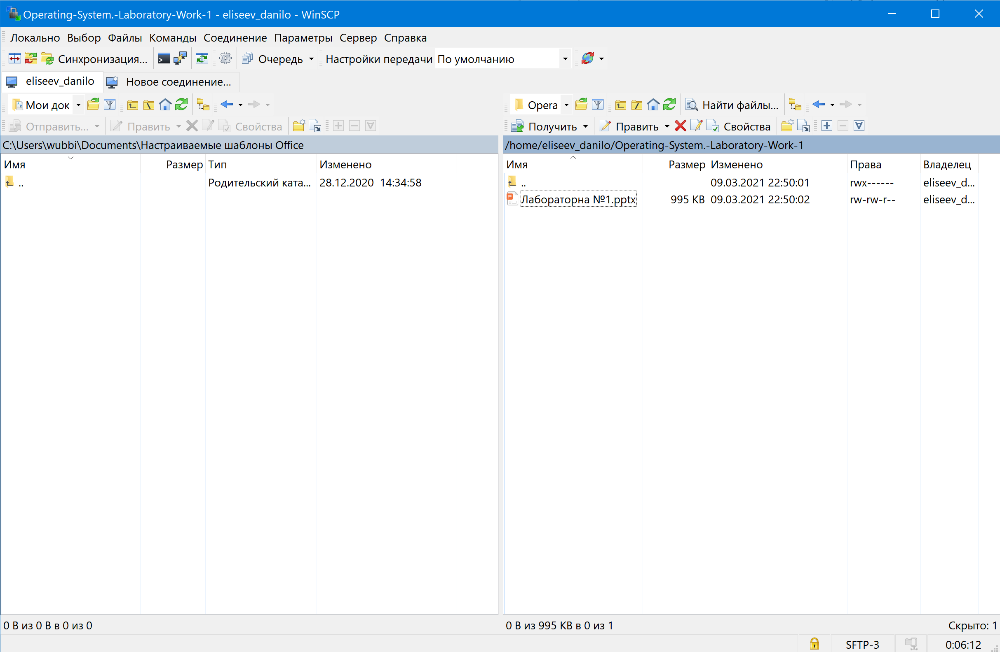 Operating-System.-Laboratory-Work-1 - eliseev_danilo - WinSCP
Локально Выбор Файлы Команды Соединение Параметры Сервер Справка
Синхронизация... Очередь Настройки передачи По умолчанию
eliseev_danilo Новое соединение...
Мои док Opera Найти файлы...
Отправить... Править Свойства Получить Править Свойства
C:\Users\wubbi\Documents\Настраиваемые шаблоны Office /home/eliseev_danilo/Operating-System.-Laboratory-Work-1
Имя Размер Тип Изменено Имя Размер Изменено Права Владелец
.. Родительский ката... 28.12.2020 14:34:58 .. 09.03.2021 22:50:01 rwx------ eliseev_d...
Лабораторна №1.pptx 995 KB 09.03.2021 22:50:02 rw-rw-r-- eliseev_d...
0 B из 0 B в 0 из 0 0 B из 995 KB в 0 из 1 Скрыто: 1
SFTP-3 0:06:12